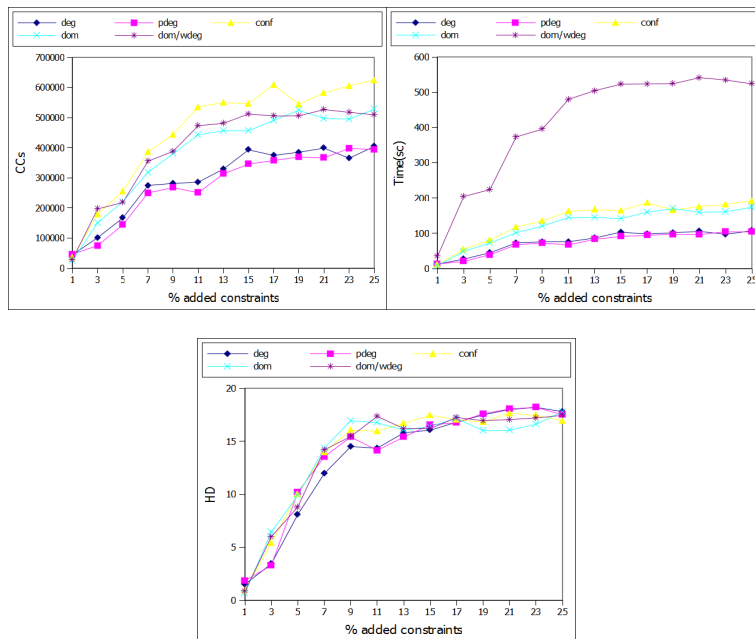 deg pdeg conf
dom dom/wdeg
CCs
700000
600000
500000
400000
300000
200000
100000
0
1 3 5 7 9 11 13 15 17 19 21 23 25
% added constraints
deg pdeg conf
dom dom/wdeg
Time(sc)
600
500
400
300
200
100
0
1 3 5 7 9 11 13 15 17 19 21 23 25
% added constraints
deg pdeg conf
dom dom/wdeg
HD
20
15
10
5
0
1 3 5 7 9 11 13 15 17 19 21 23 25
% added constraints